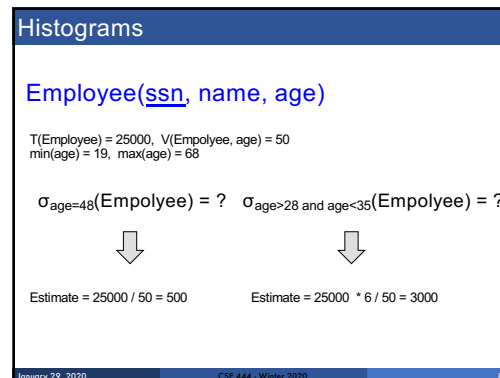 Histograms
Employee(ssn, name, age)
T(Employee) = 25000, V(Empolyee, age) = 50
min(age) = 19, max(age) = 68
σage=48(Empolyee) = ? σage>28 and age<35(Empolyee) = ?
Estimate = 25000 / 50 = 500 Estimate = 25000 * 6 / 50 = 3000
January 29, 2020 CSE 444 - Winter 2020